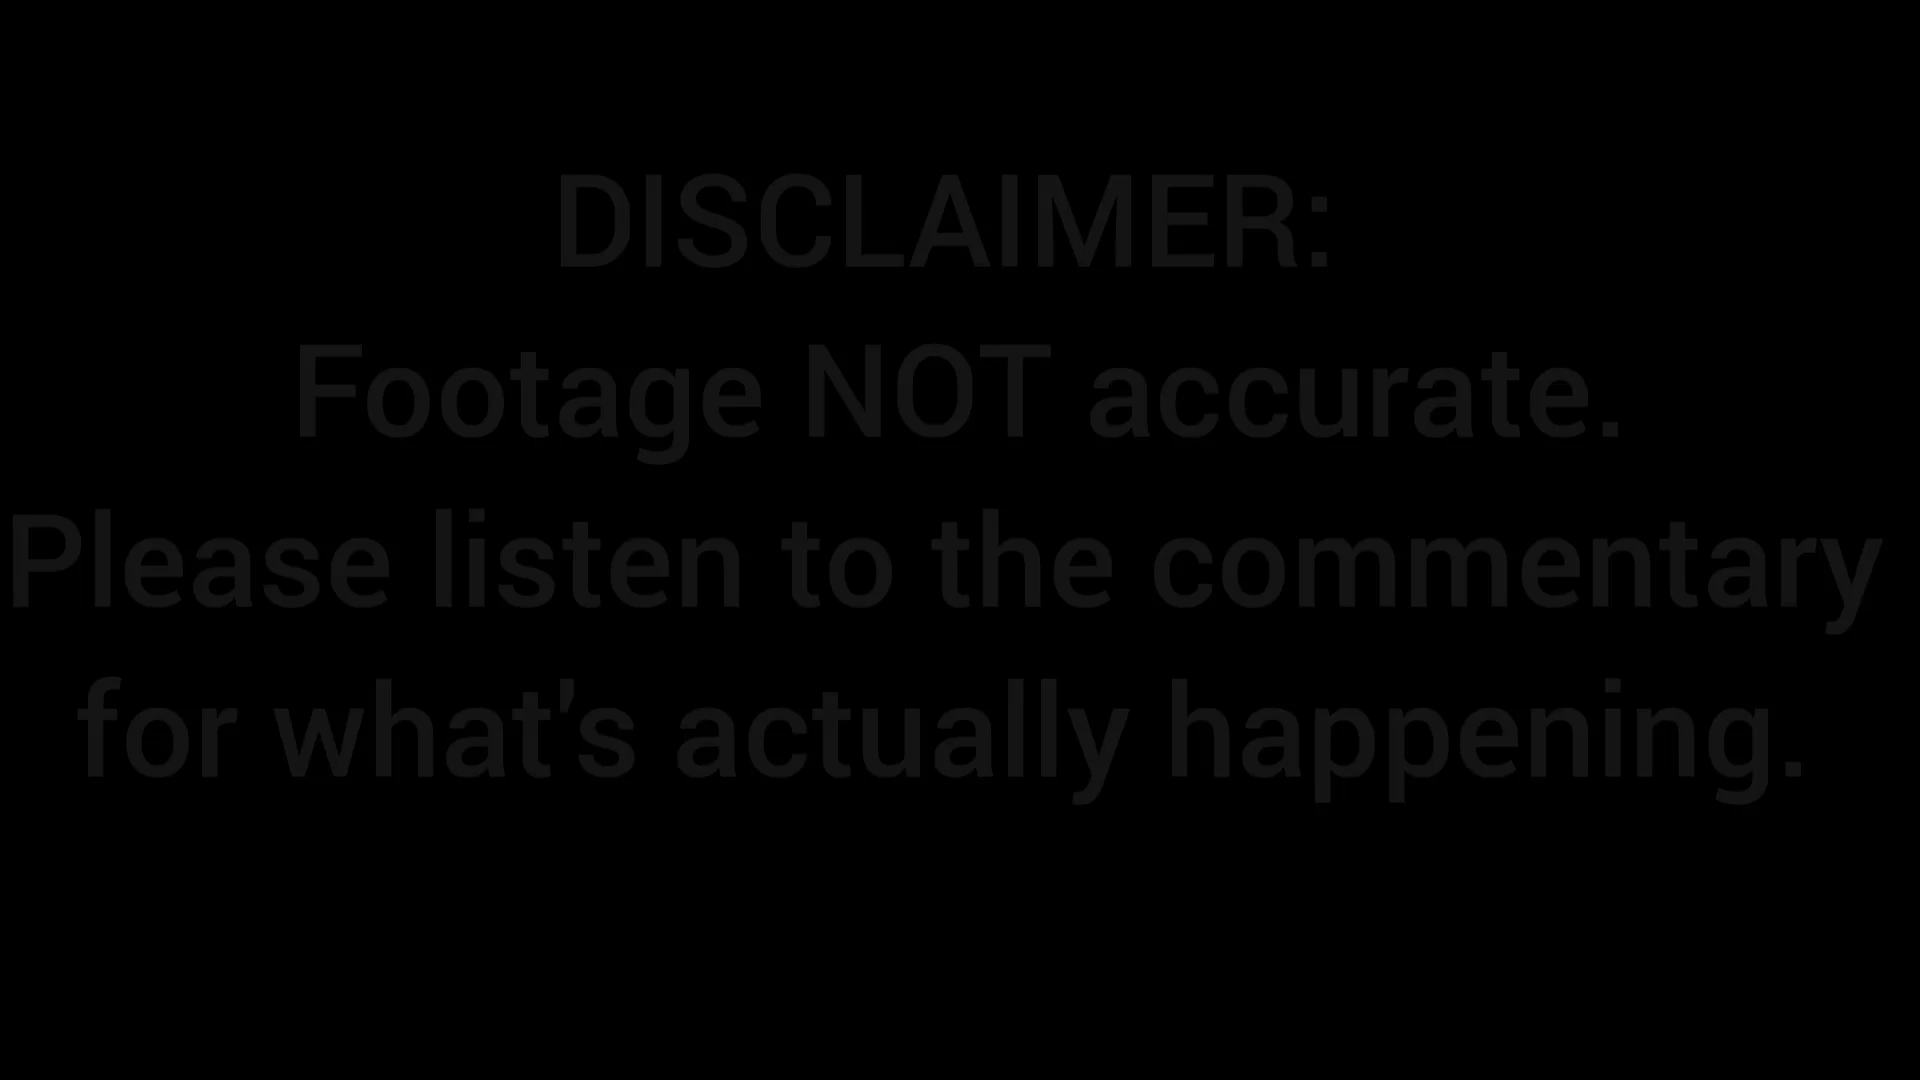 DISCLAIMER:
Footage NOT accurate.
Please listen to the commentary
for what's actually happening.